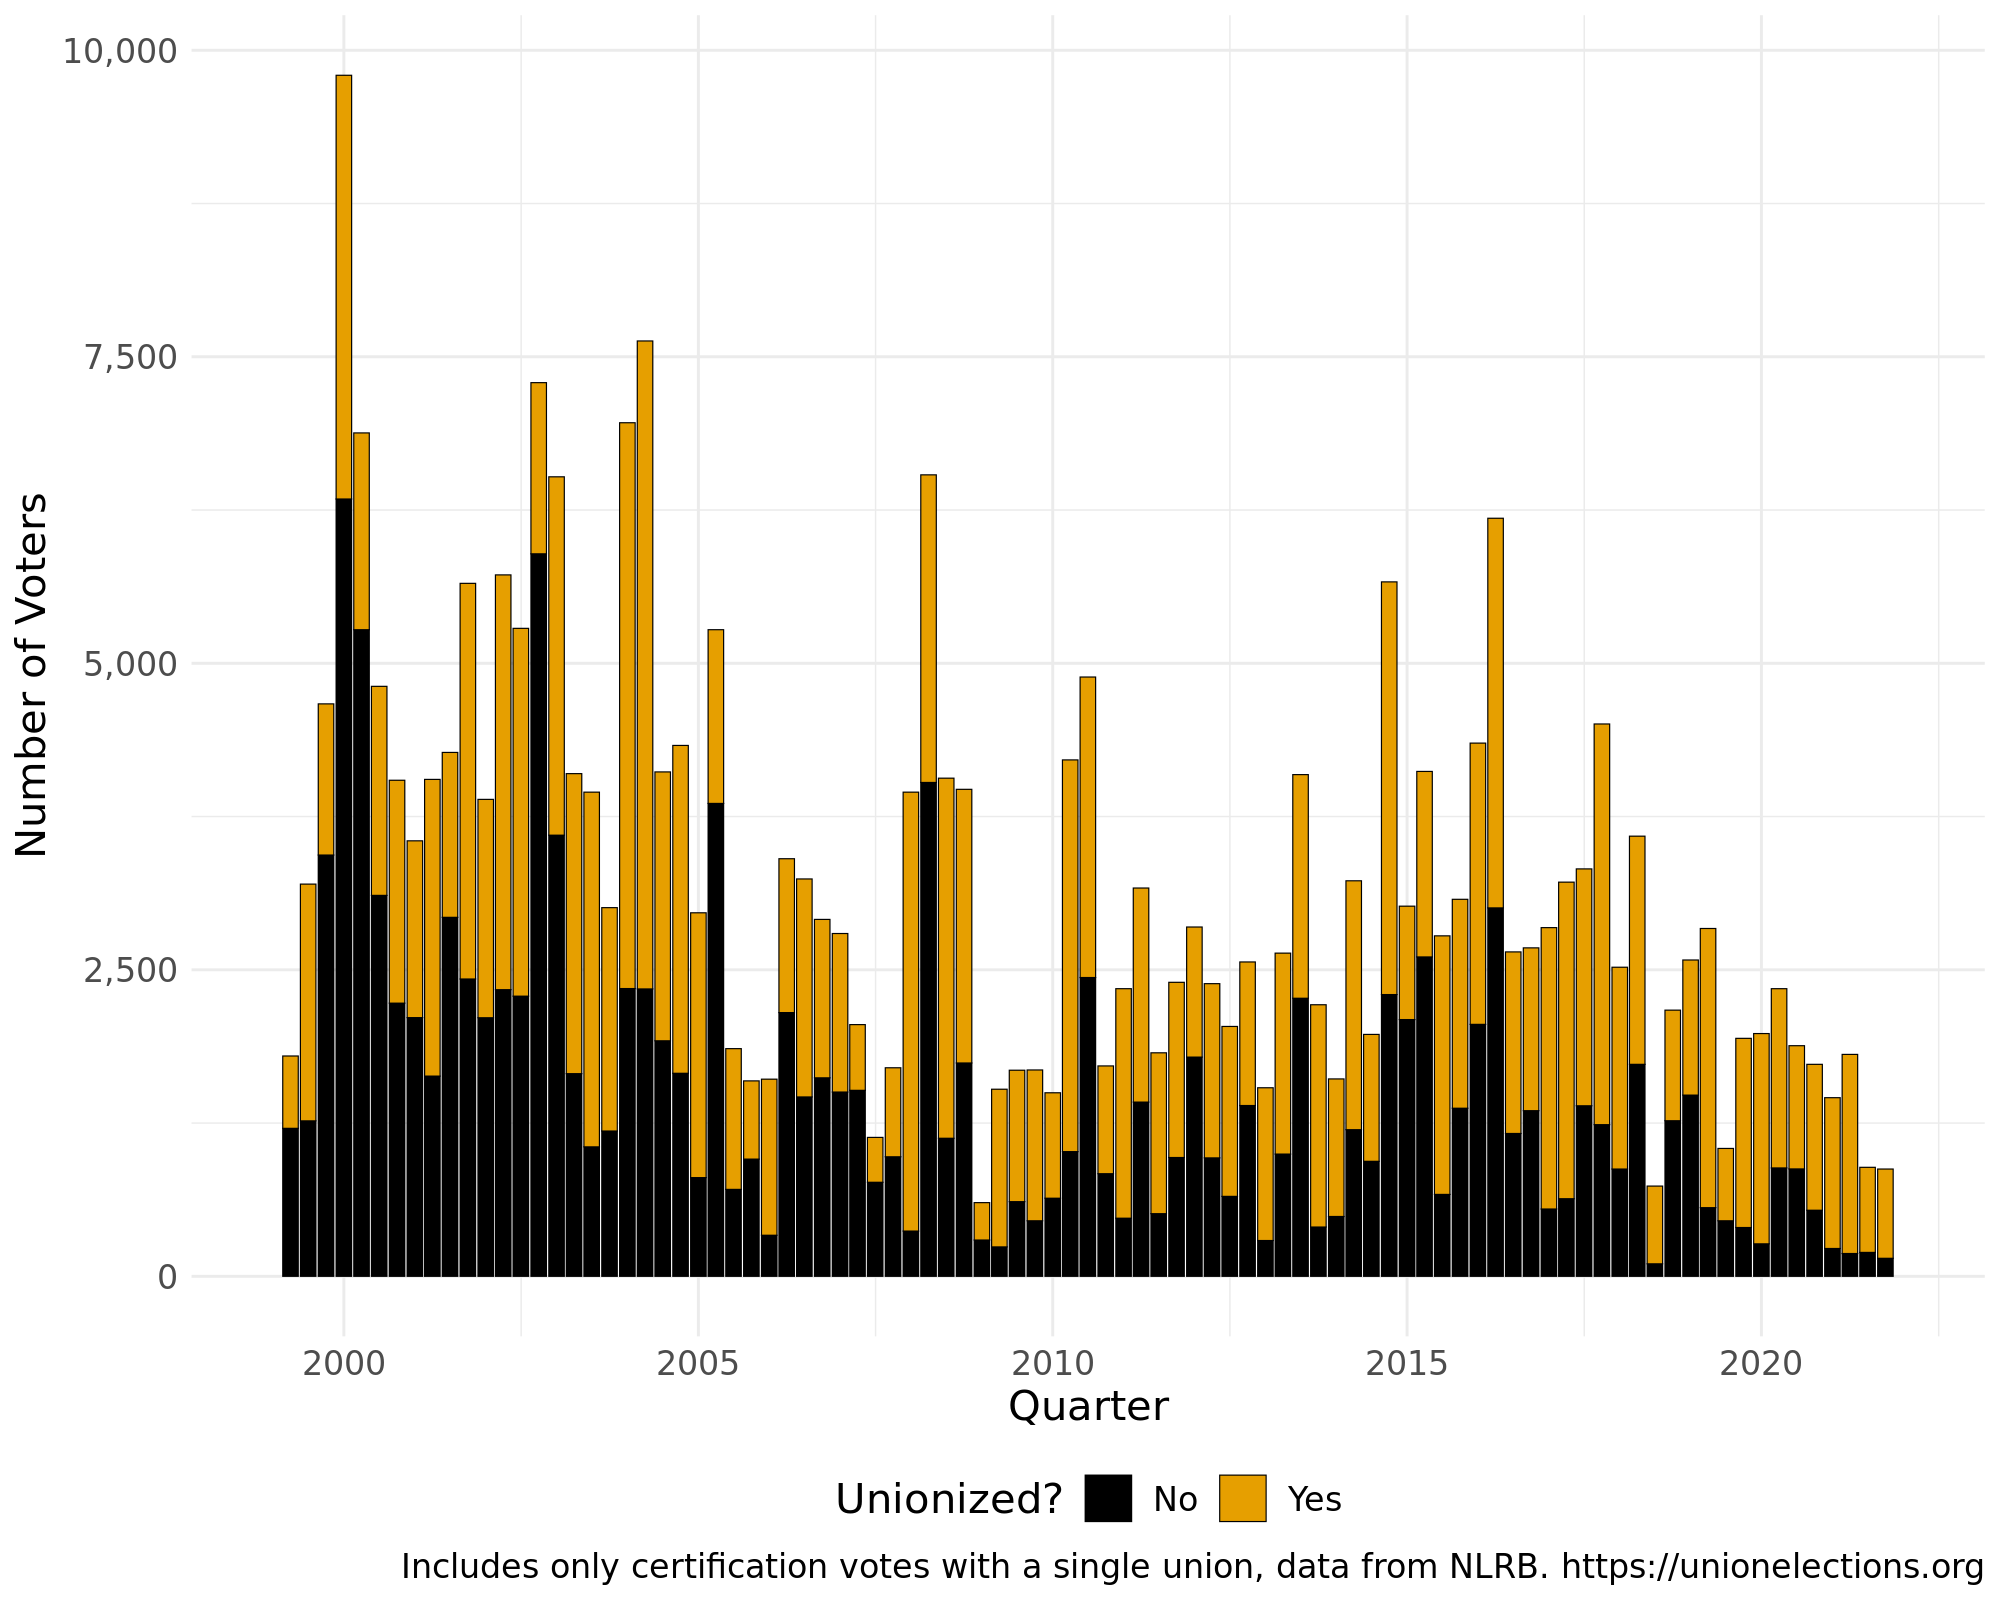 10,000
7,500
5,000
2,500
0
Number of Voters
2000 2005 2010 2015 2020
Quarter
Unionized? No Yes
Includes only certification votes with a single union, data from NLRB. https://unionelections.org